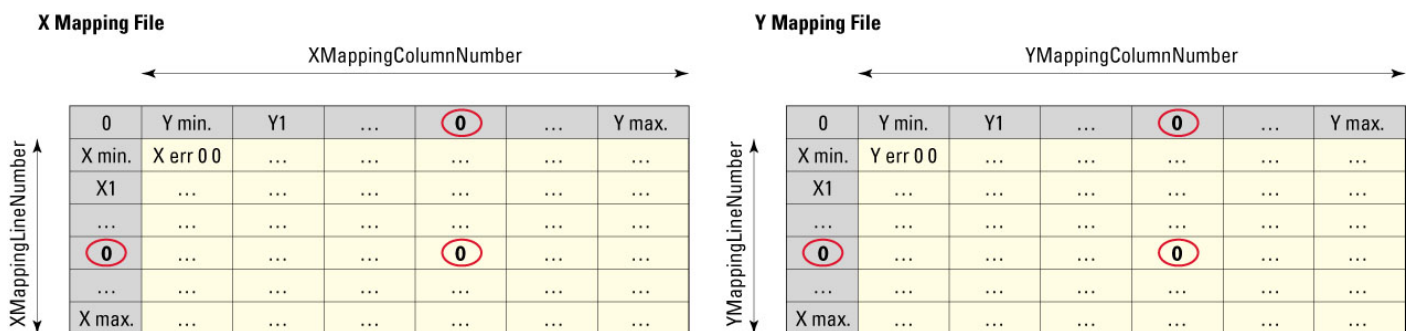 X Mapping File
XMappingColumnNumber
XMappingLineNumber
0 Y min. Y1 ... 0 ... Y max.
X min. X err 0 0 ... ... ... ... ...
X1 ... ... ... ... ... ...
... ... ... ... ... ... ...
0 ... ... ... 0 ... ...
... ... ... ... ... ... ...
X max. ... ... ... ... ... ...
Y Mapping File
YMappingColumnNumber
YMappingLineNumber
0 Y min. Y1 ... 0 ... Y max.
X min. Y err 0 0 ... ... ... ... ...
X1 ... ... ... ... ... ...
... ... ... ... ... ... ...
0 ... ... ... 0 ... ...
... ... ... ... ... ... ...
X max. ... ... ... ... ... ...